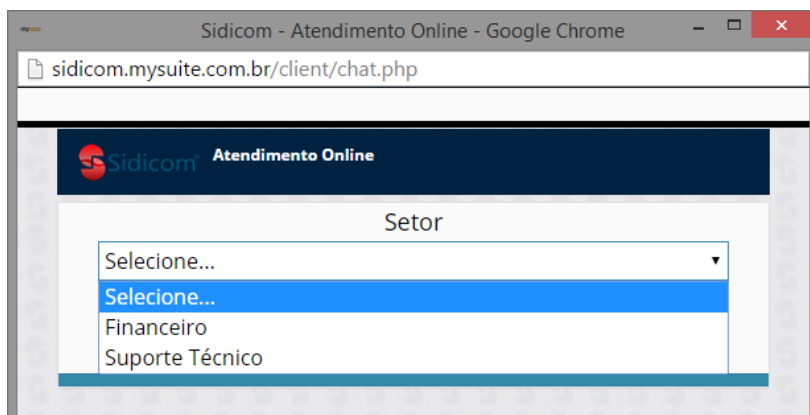 Sidicom - Atendimento Online - Google Chrome
sidicom.mysuite.com.br/client/chat.php
Sidicom Atendimento Online
Setor
Selecione...
Selecione...
Financeiro
Suporte Técnico